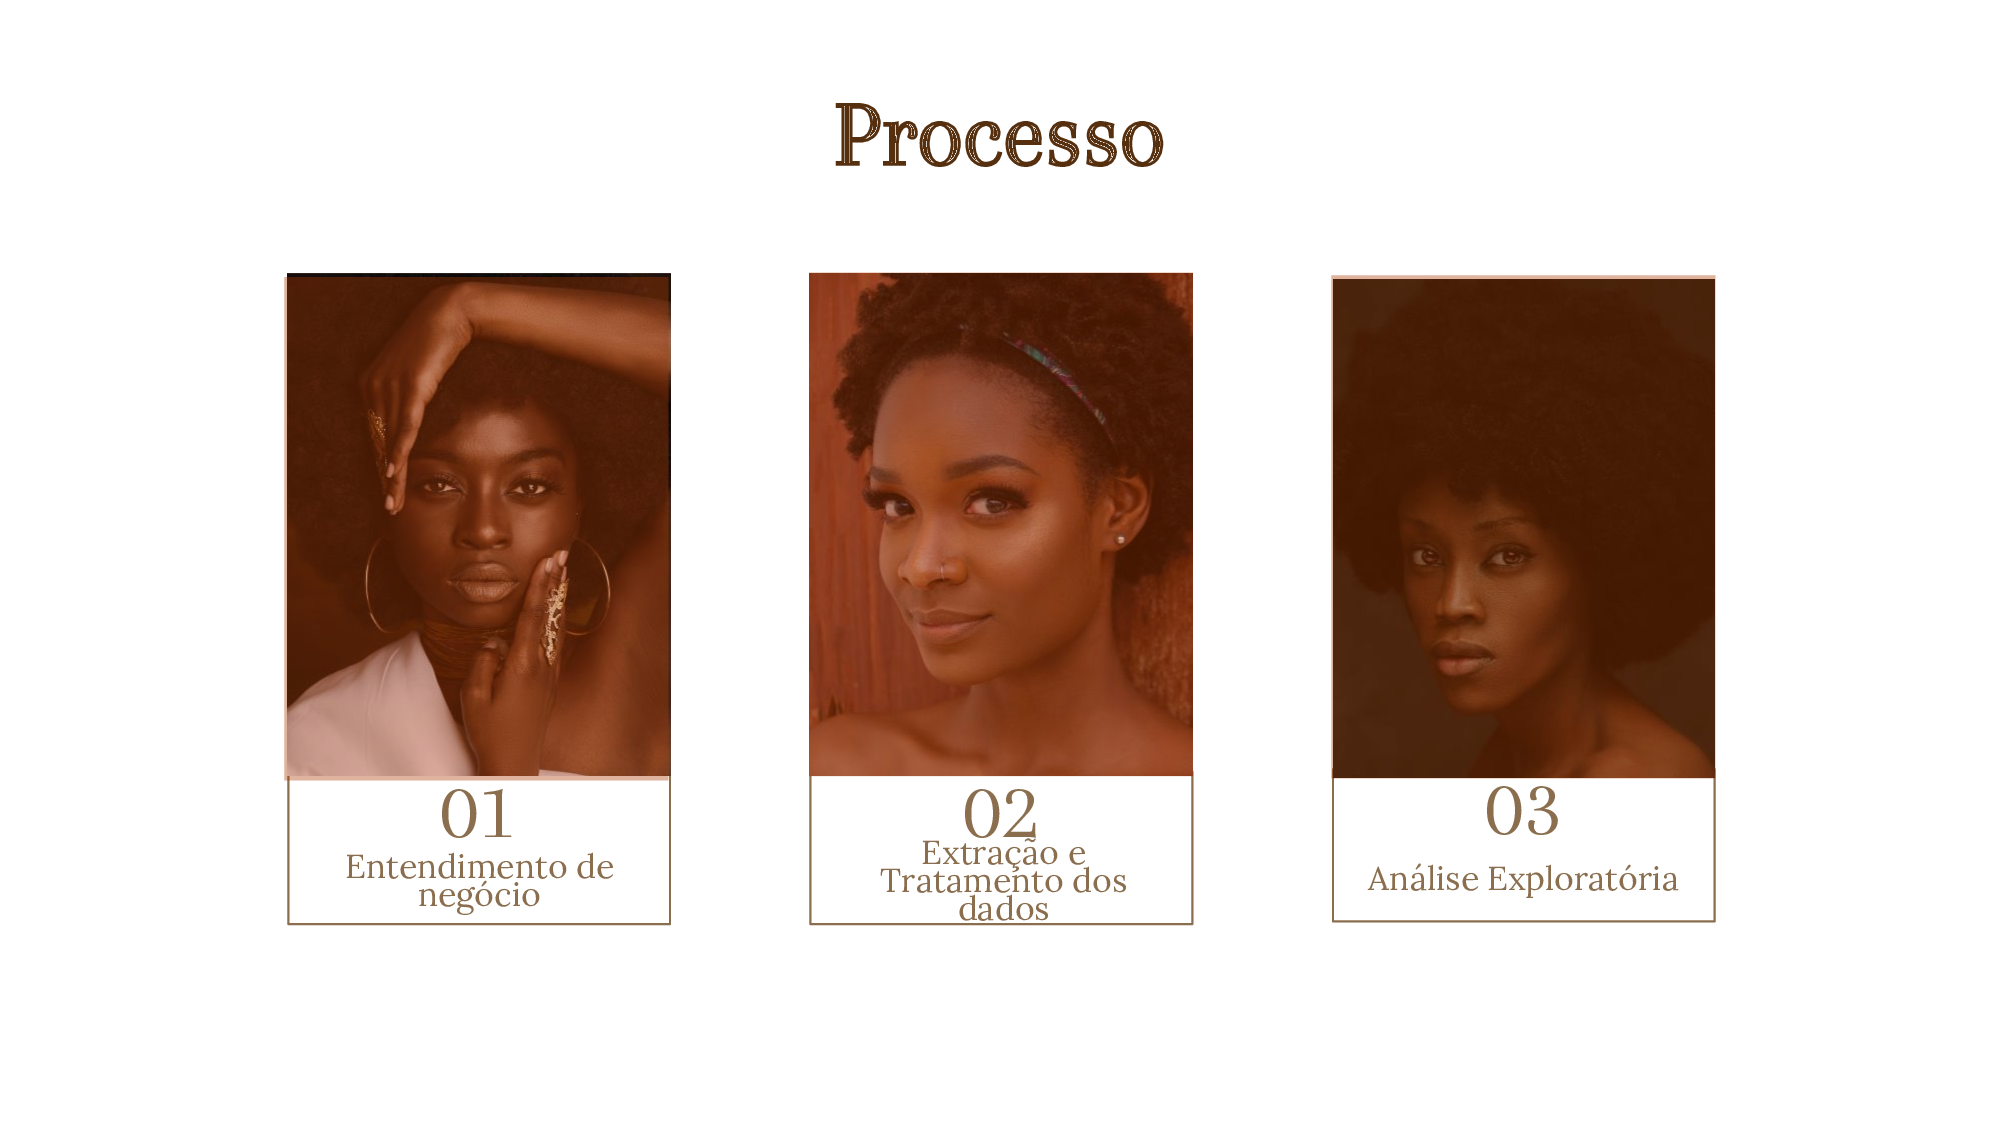 Processo
01
Entendimento de
negócio
02
Extração e
Tratamento dos
dados
03
Análise Exploratória